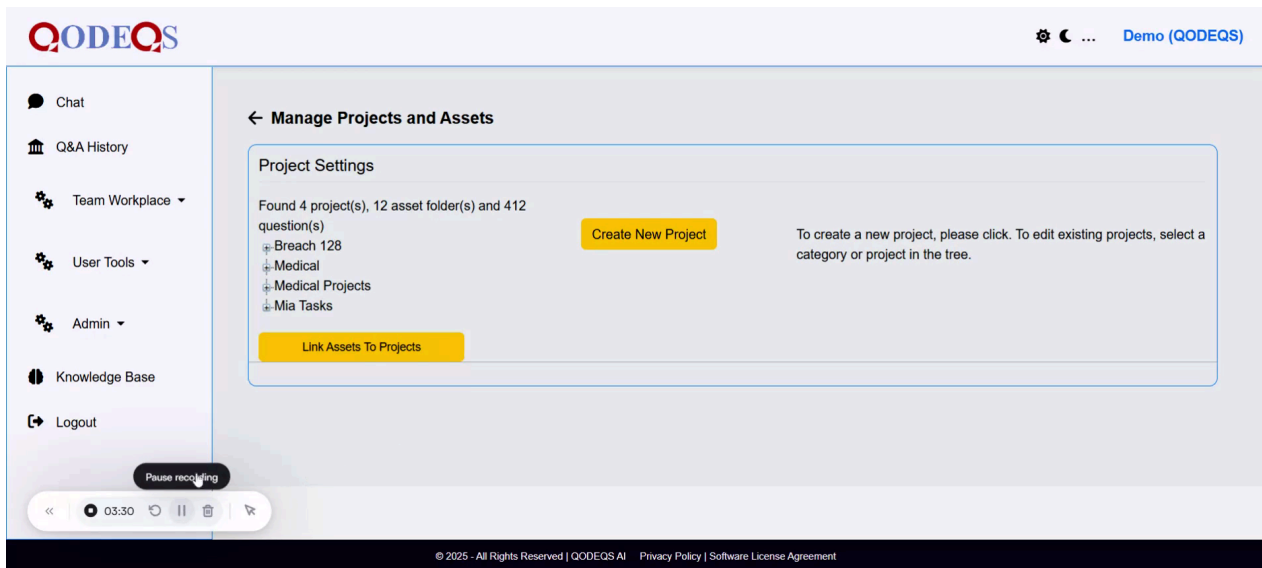 QODEQS
...
Demo (QODEQS)
Chat
Q&A History
Team Workplace
User Tools
Admin
Knowledge Base
Logout
Manage Projects and Assets
Project Settings
Found 4 project(s), 12 asset folder(s) and 412
question(s)
Breach 128
Medical
Medical Projects
Mia Tasks
Link Assets To Projects
Create New Project
To create a new project, please click. To edit existing projects, select a
category or project in the tree.
Pause recording
03:30
© 2025 - All Rights Reserved | QODEQS AI Privacy Policy | Software License Agreement